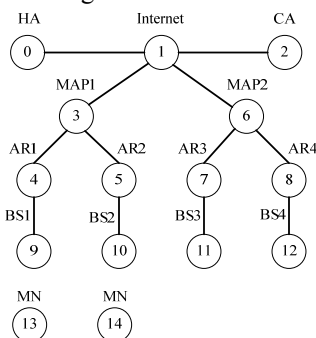 HA Internet CA
0 1 2
MAP1 MAP2
3 6
AR1 AR2 AR3 AR4
4 5 7 8
BS1 BS2 BS3 BS4
9 10 11 12
MN MN
13 14